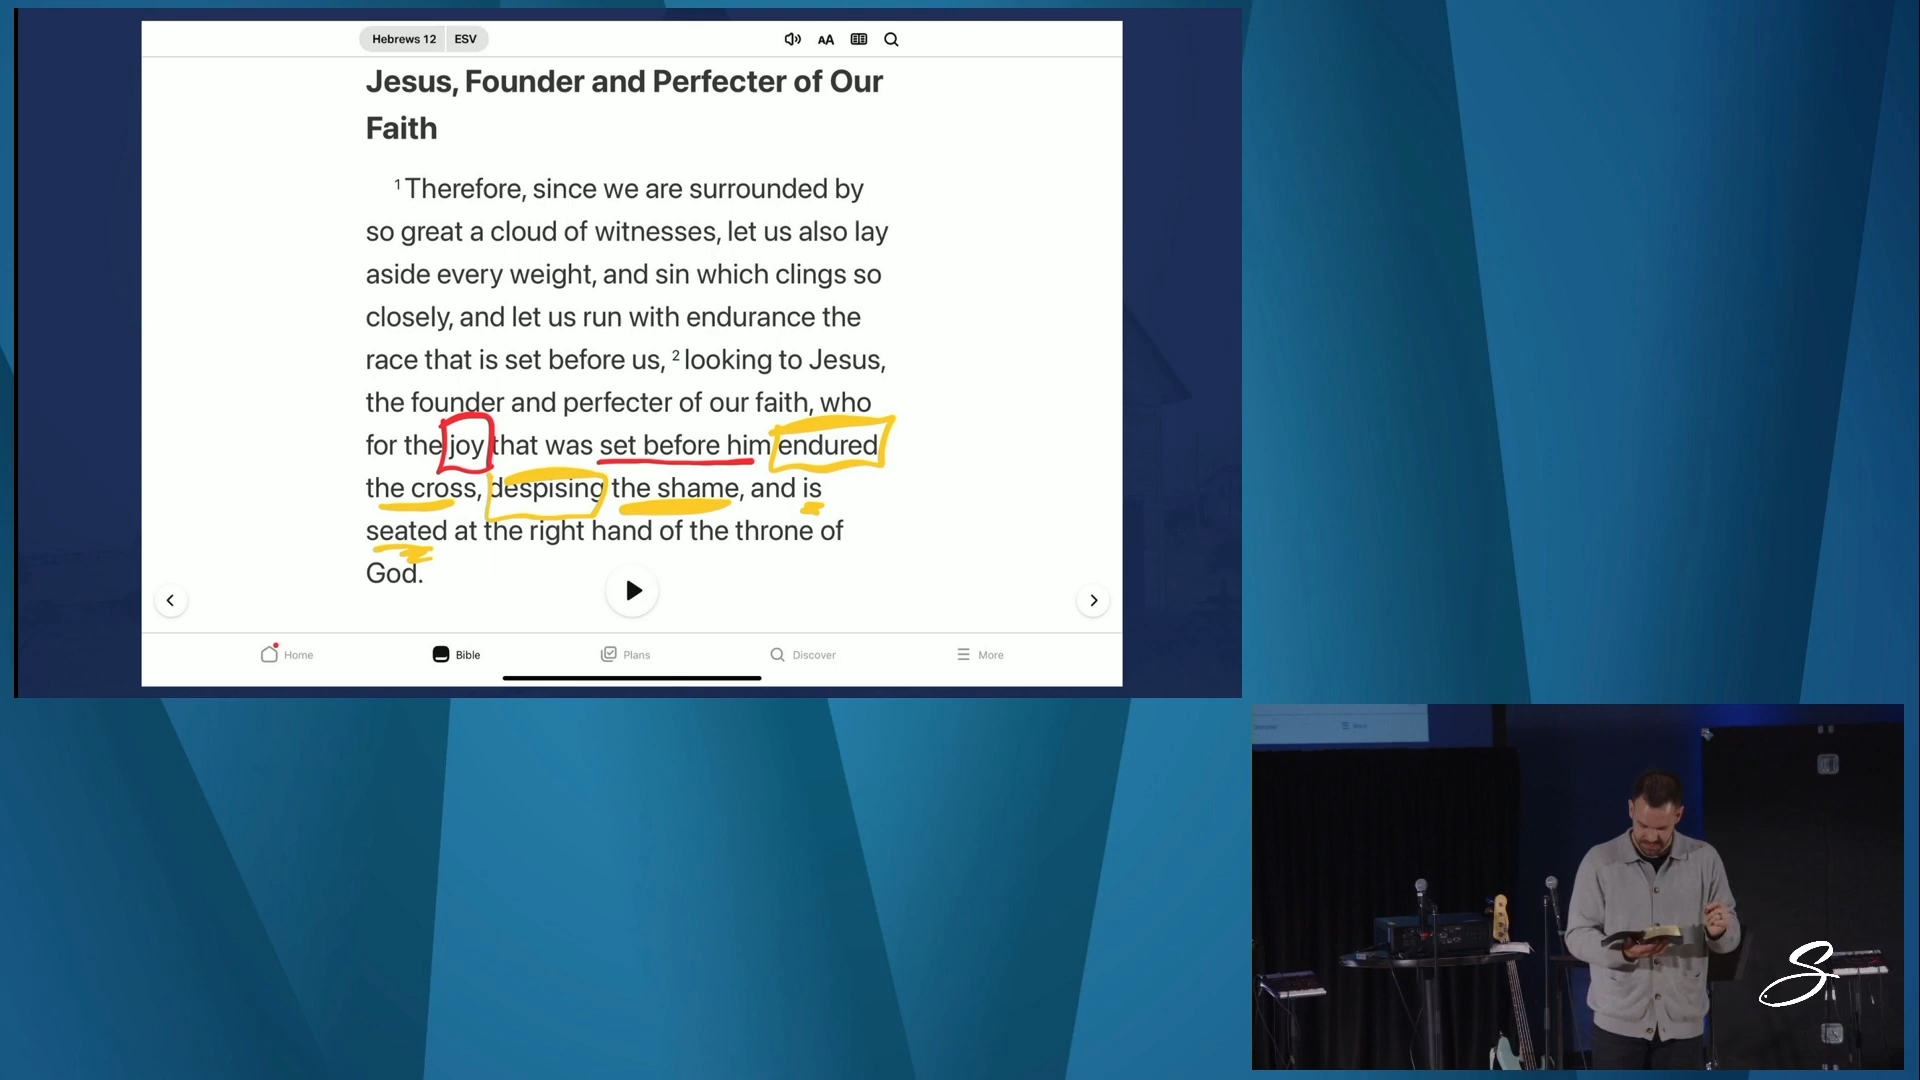 Hebrews 12 ESV
AA
Jesus, Founder and Perfecter of Our
Faith
1 Therefore, since we are surrounded by
so great a cloud of witnesses, let us also lay
aside every weight, and sin which clings so
closely, and let us run with endurance the
race that is set before us, 2 looking to Jesus,
the founder and perfecter of our faith, who
for the joy that was set before him endured
the cross, despising the shame, and is
seated at the right hand of the throne of
God.
Home Bible Plans Discover More
S